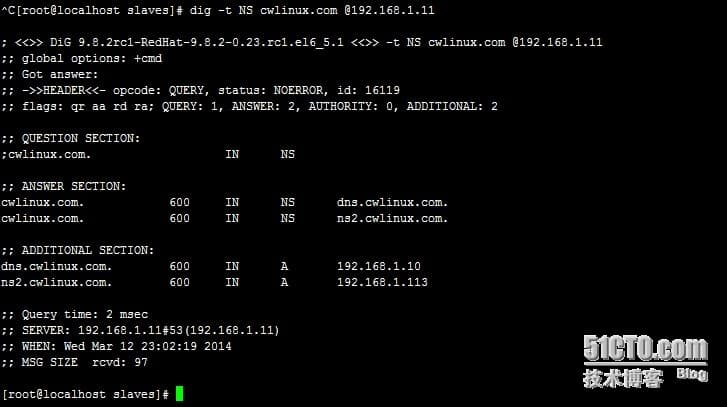 ^C[root@localhost slaves]# dig -t NS cwlinux.com @192.168.1.11
; <<>> DiG 9.8.2rc1-RedHat-9.8.2-0.23.rc1.el6_5.1 <<>> -t NS cwlinux.com @192.168.1.11
;; global options: +cmd
;; Got answer:
;; ->>HEADER<<- opcode: QUERY, status: NOERROR, id: 16119
;; flags: qr aa rd ra; QUERY: 1, ANSWER: 2, AUTHORITY: 0, ADDITIONAL: 2
;; QUESTION SECTION:
;cwlinux.com. IN NS
;; ANSWER SECTION:
cwlinux.com. 600 IN NS dns.cwlinux.com.
cwlinux.com. 600 IN NS ns2.cwlinux.com.
;; ADDITIONAL SECTION:
dns.cwlinux.com. 600 IN A 192.168.1.10
ns2.cwlinux.com. 600 IN A 192.168.1.113
;; Query time: 2 msec
;; SERVER: 192.168.1.11#53(192.168.1.11)
;; WHEN: Wed Mar 12 23:02:19 2014
;; MSG SIZE rcvd: 97
[root@localhost slaves]#
51CTO.com
技术博客 Blog